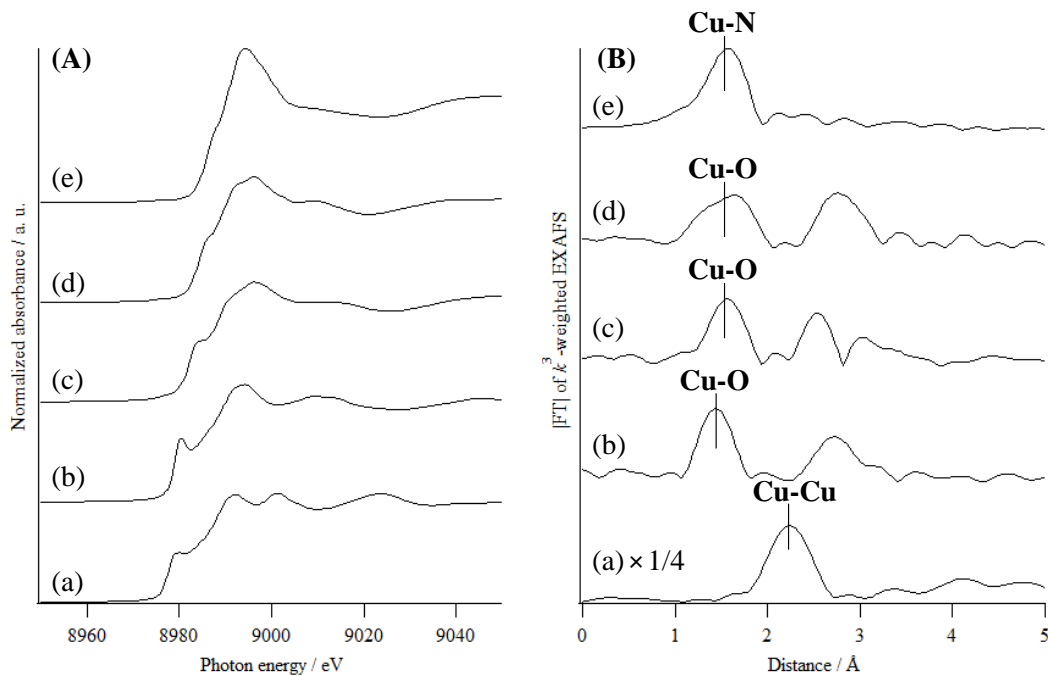 (A)
(e)
(d)
(c)
(b)
(a)
Normalized absorbance / a. u.
8960 8980 9000 9020 9040
Photon energy / eV
(B)
Cu-N
(e)
Cu-O
(d)
Cu-O
(c)
Cu-O
(b)
Cu-Cu
(a) × 1/4
|FT| of k³-weighted EXAFS
0 1 2 3 4 5
Distance / Å